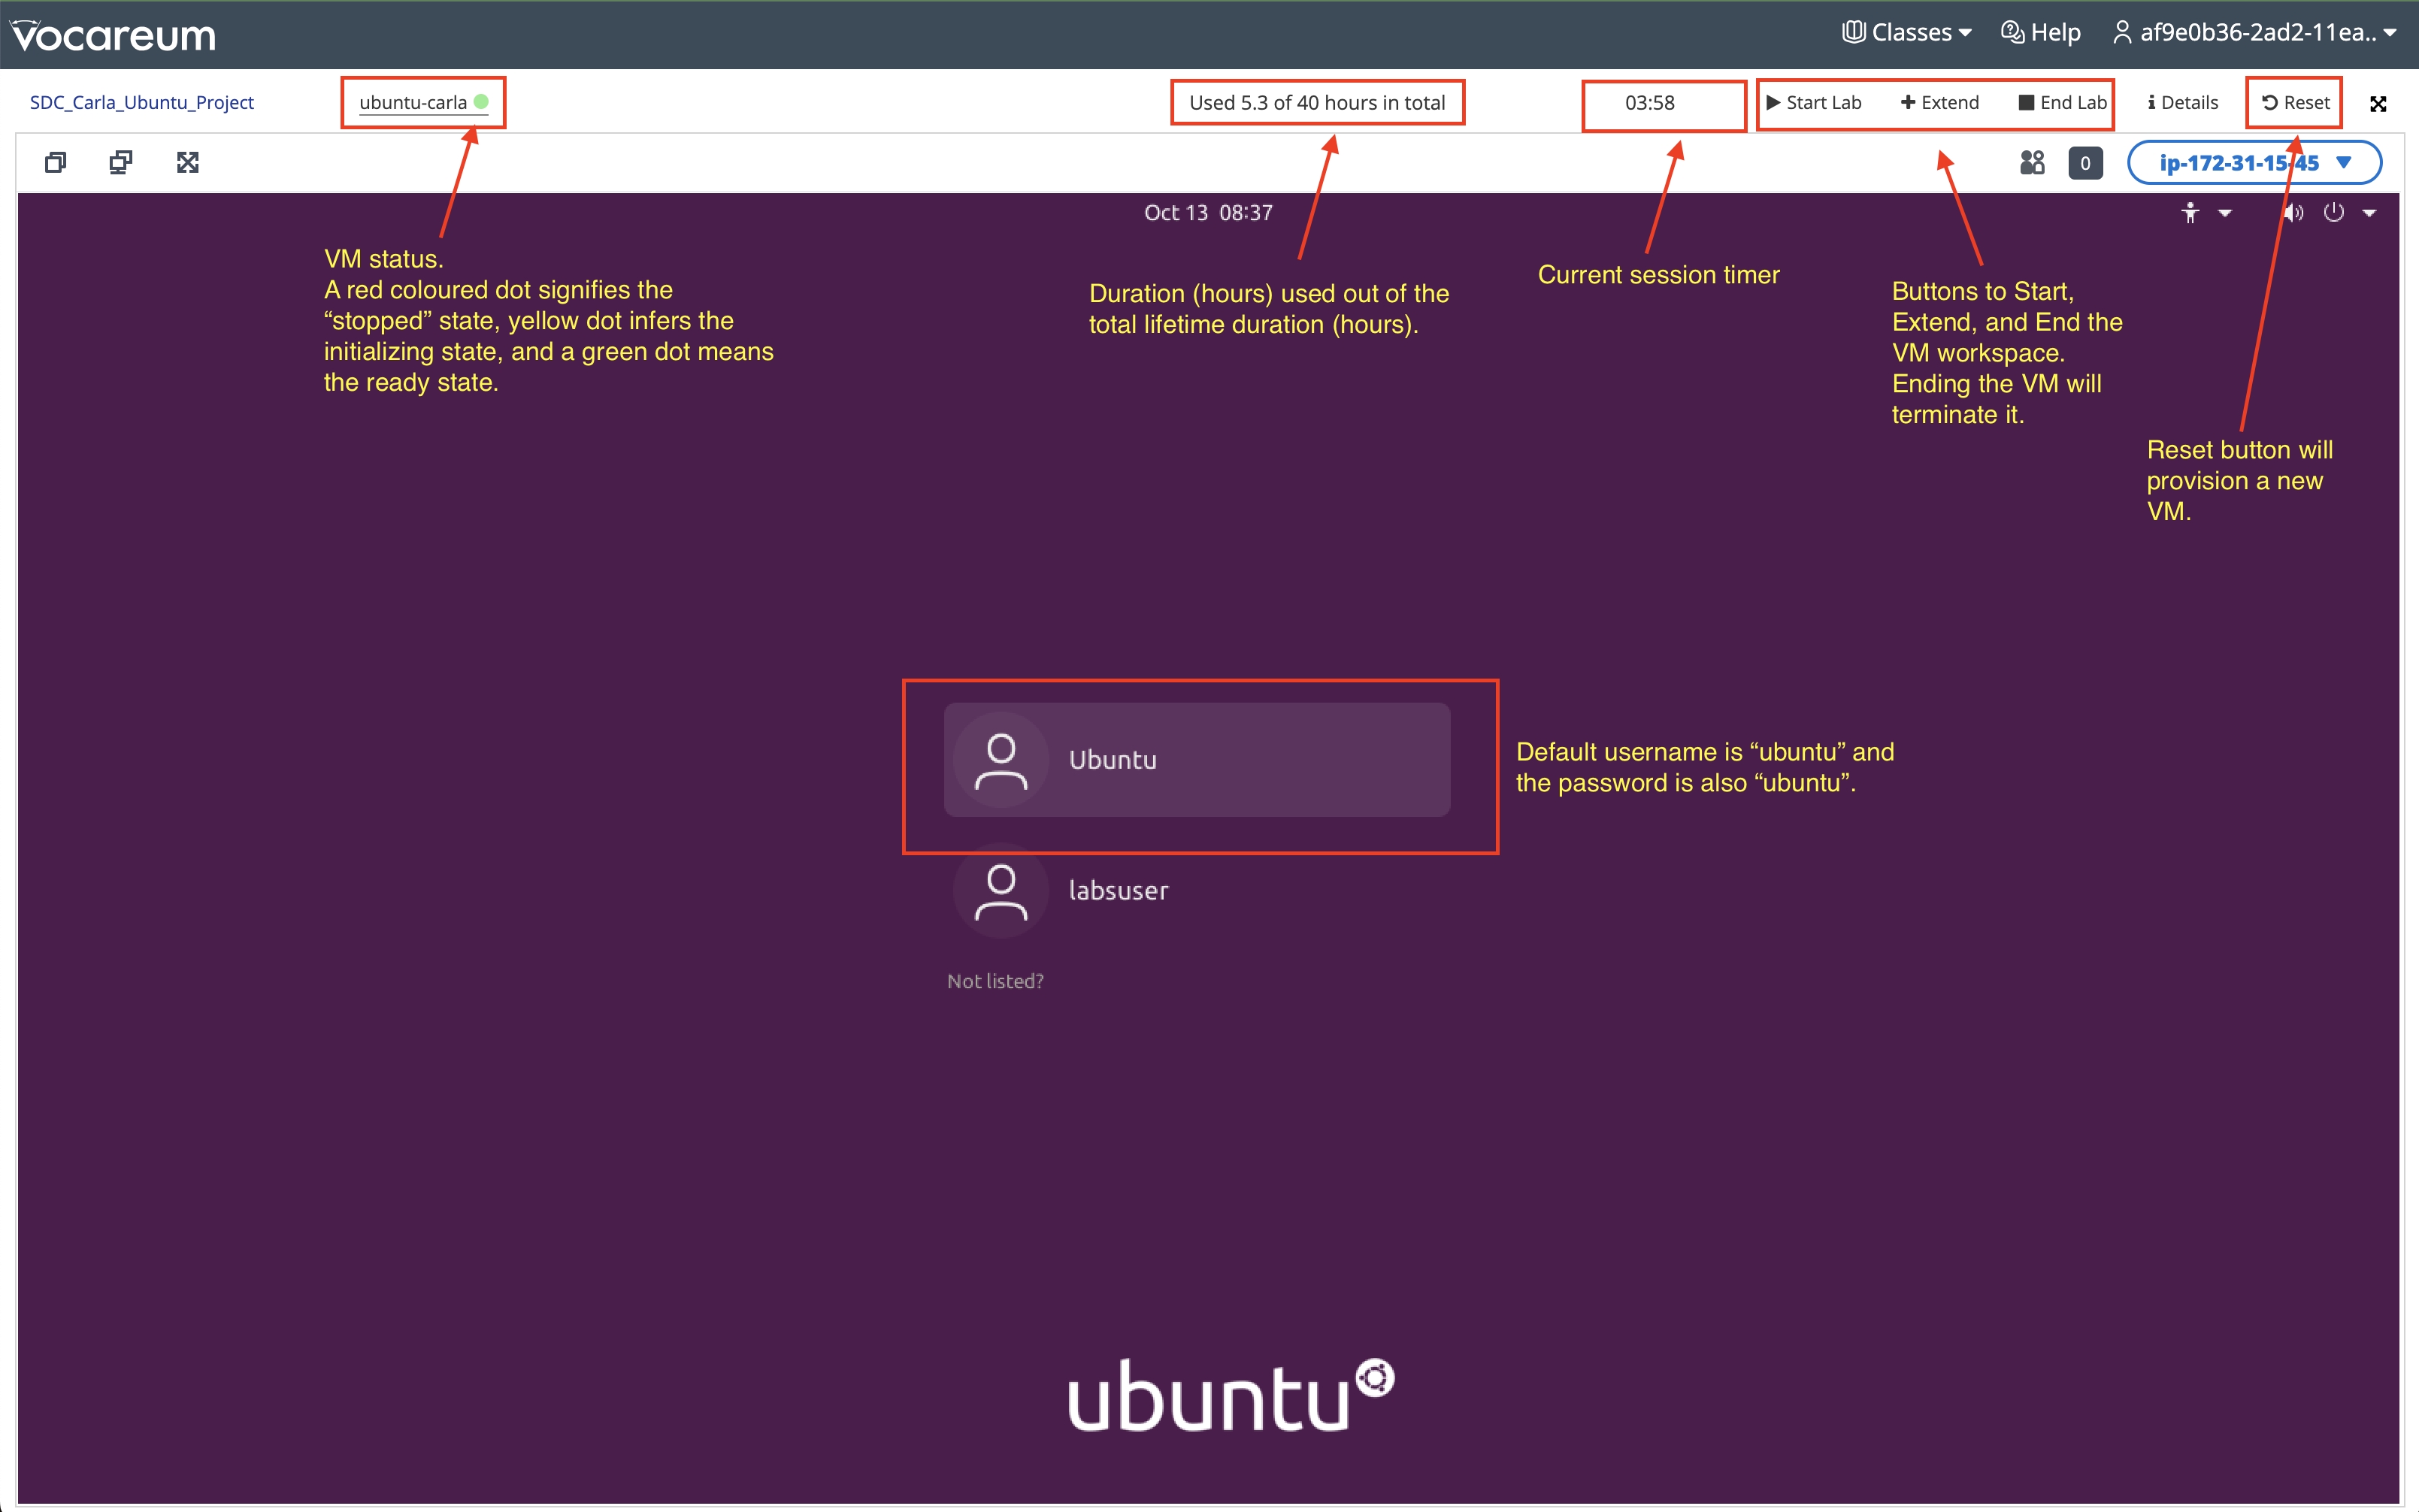 Vocareum
Classes
Help
af9e0b36-2ad2-11ea..
SDC_Carla_Ubuntu_Project
ubuntu-carla
Used 5.3 of 40 hours in total
03:58
Start Lab
Extend
End Lab
Details
Reset
0
ip-172-31-15-45
Oct 13 08:37
VM status.
A red coloured dot signifies the
“stopped” state, yellow dot infers the
initializing state, and a green dot means
the ready state.
Duration (hours) used out of the
total lifetime duration (hours).
Current session timer
Buttons to Start,
Extend, and End the
VM workspace.
Ending the VM will
terminate it.
Reset button will
provision a new
VM.
Ubuntu
Default username is “ubuntu” and
the password is also “ubuntu”.
labsuser
Not listed?
ubuntu